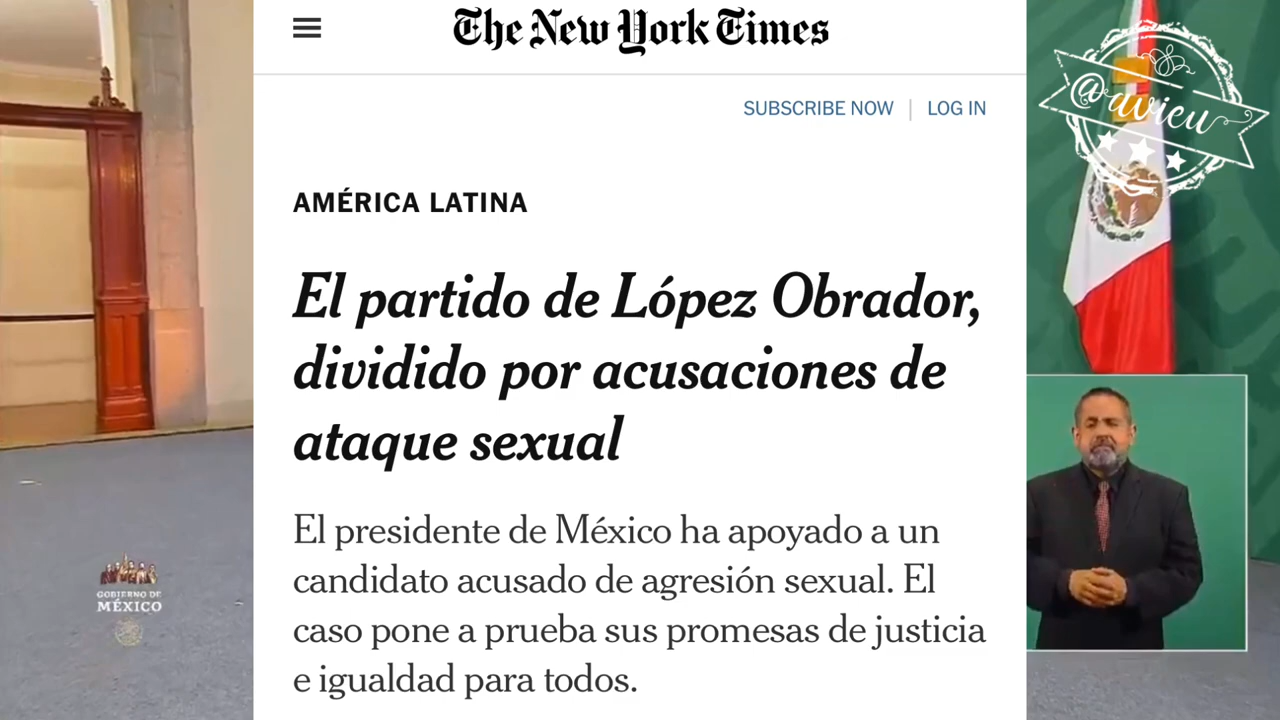 The New York Times
SUBSCRIBE NOW | LOG IN
AMÉRICA LATINA
El partido de López Obrador,
dividido por acusaciones de
ataque sexual
El presidente de México ha apoyado a un
candidato acusado de agresión sexual. El
caso pone a prueba sus promesas de justicia
e igualdad para todos.
@avieu
GOBIERNO DE
MÉXICO